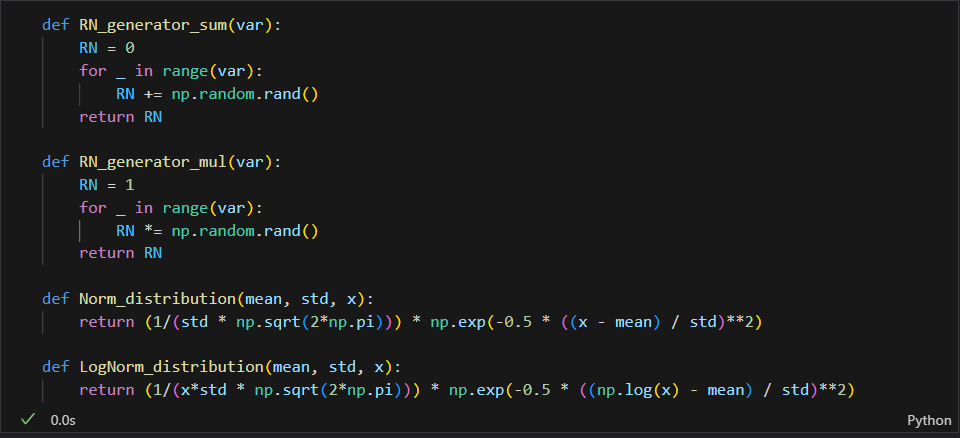 def RN_generator_sum(var):
    RN = 0
    for _ in range(var):
        RN += np.random.rand()
    return RN

def RN_generator_mul(var):
    RN = 1
    for _ in range(var):
        RN *= np.random.rand()
    return RN

def Norm_distribution(mean, std, x):
    return (1/(std * np.sqrt(2*np.pi))) * np.exp(-0.5 * ((x - mean) / std)**2)

def LogNorm_distribution(mean, std, x):
    return (1/(x*std * np.sqrt(2*np.pi))) * np.exp(-0.5 * ((np.log(x) - mean) / std)**2)
0.0s Python